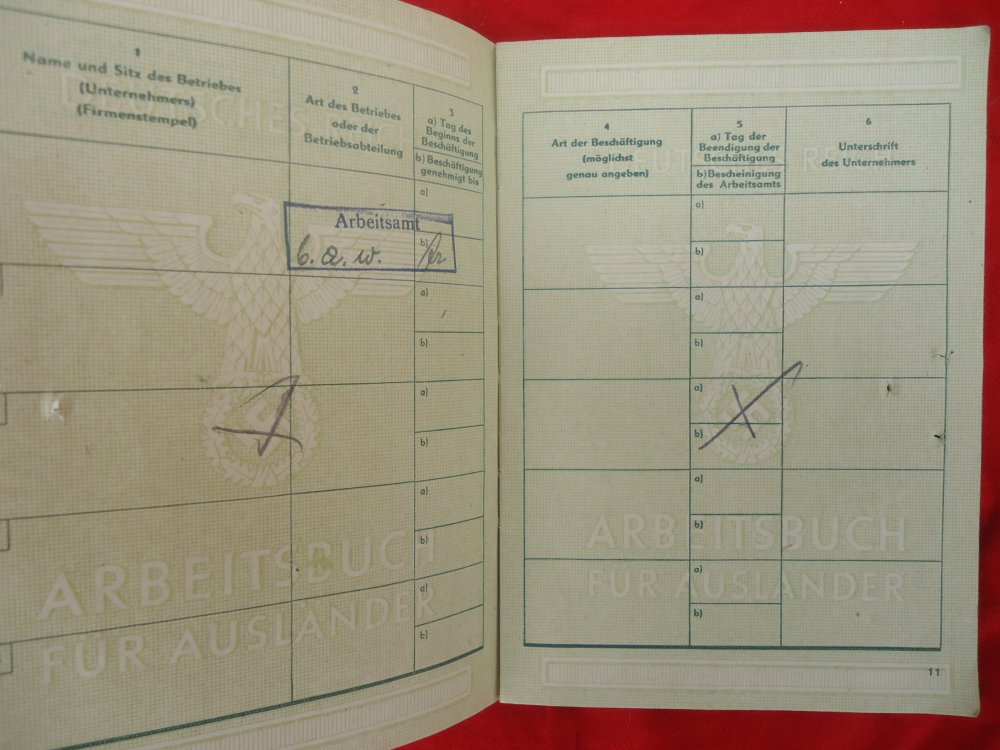 1
Name und Sitz des Betriebes
(Unternehmers)
(Firmenstempel)
2
Art des Betriebes
oder der
Betriebsabteilung
3
a) Tag des
Beginns der
Beschäftigung
b) Beschäftigung
genehmigt bis
a)
Arbeitsamt
b)
b. a. w.
a)
b)
a)
b)
a)
b)
a)
b)
ARBEITSBUCH
FÜR AUSLÄNDER
4
Art der Beschäftigung
(möglichst
genau angeben)
5
a) Tag der
Beendigung der
Beschäftigung
b) Bescheinigung
des Arbeitsamts
6
Unterschrift
des Unternehmers
a)
b)
a)
b)
a)
b)
a)
b)
a)
b)
ARBEITSBUCH
FÜR AUSLÄNDER
11